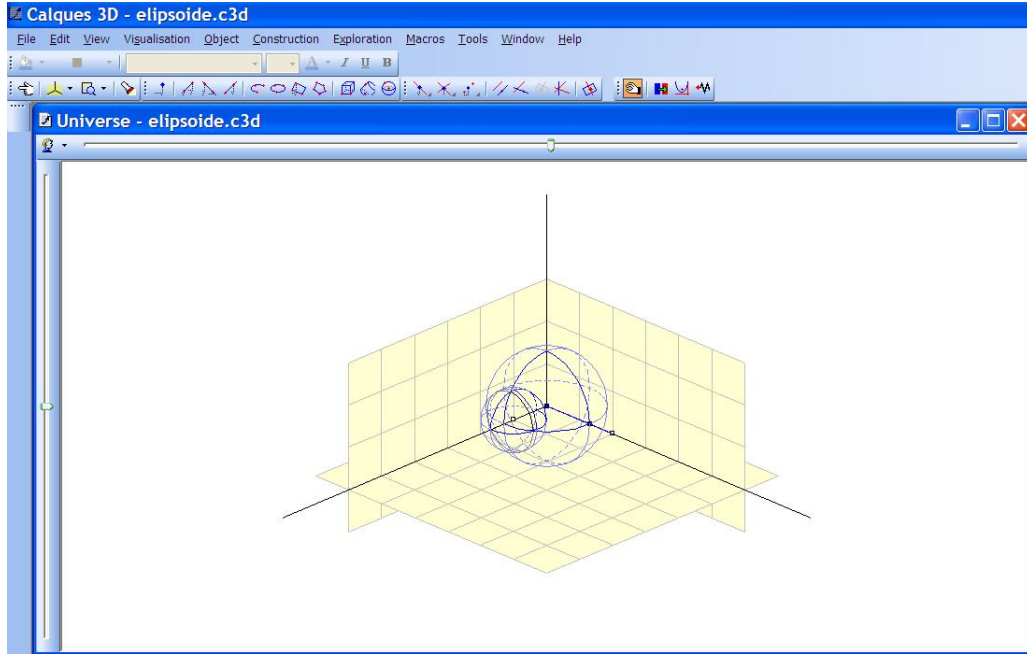 Calques 3D - elipsoide.c3d
File Edit View Visualisation Object Construction Exploration Macros Tools Window Help
A I U B
Universe - elipsoide.c3d